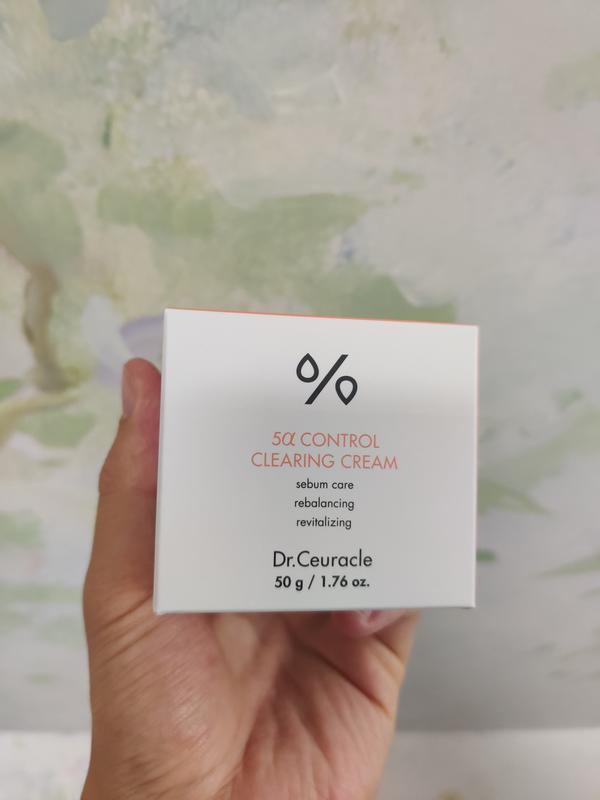 5α CONTROL
CLEARING CREAM
sebum care
rebalancing
revitalizing
Dr.Ceuracle
50 g / 1.76 oz.